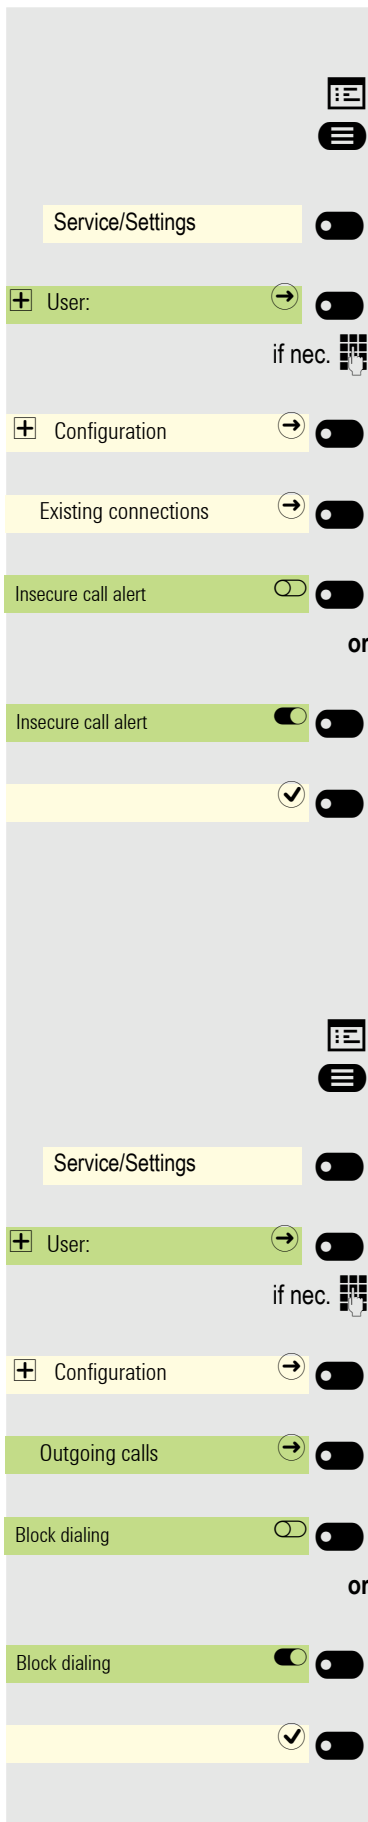 Service/Settings
User:
if nec.
Configuration
Existing connections
Insecure call alert
or
Insecure call alert
Service/Settings
User:
if nec.
Configuration
Outgoing calls
Block dialing
or
Block dialing